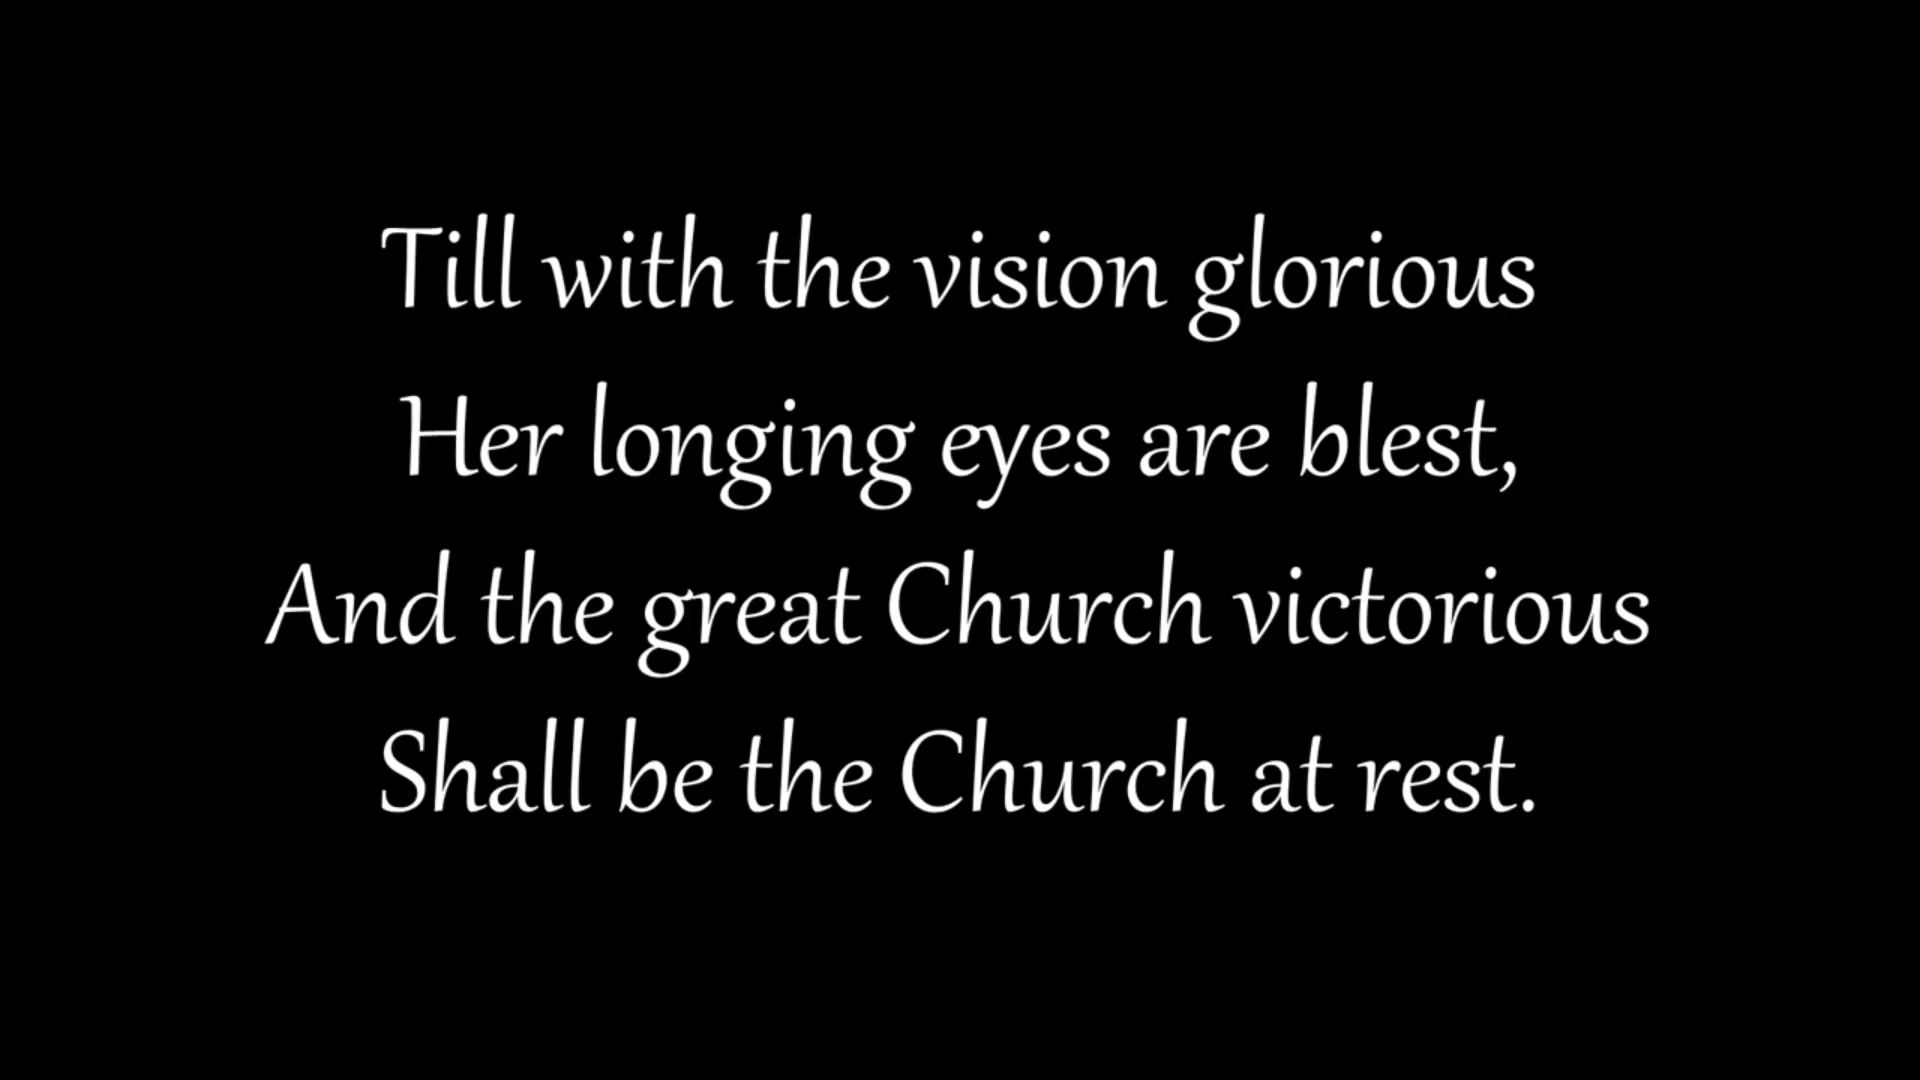 Till with the vision glorious
Her longing eyes are blest,
And the great Church victorious
Shall be the Church at rest.